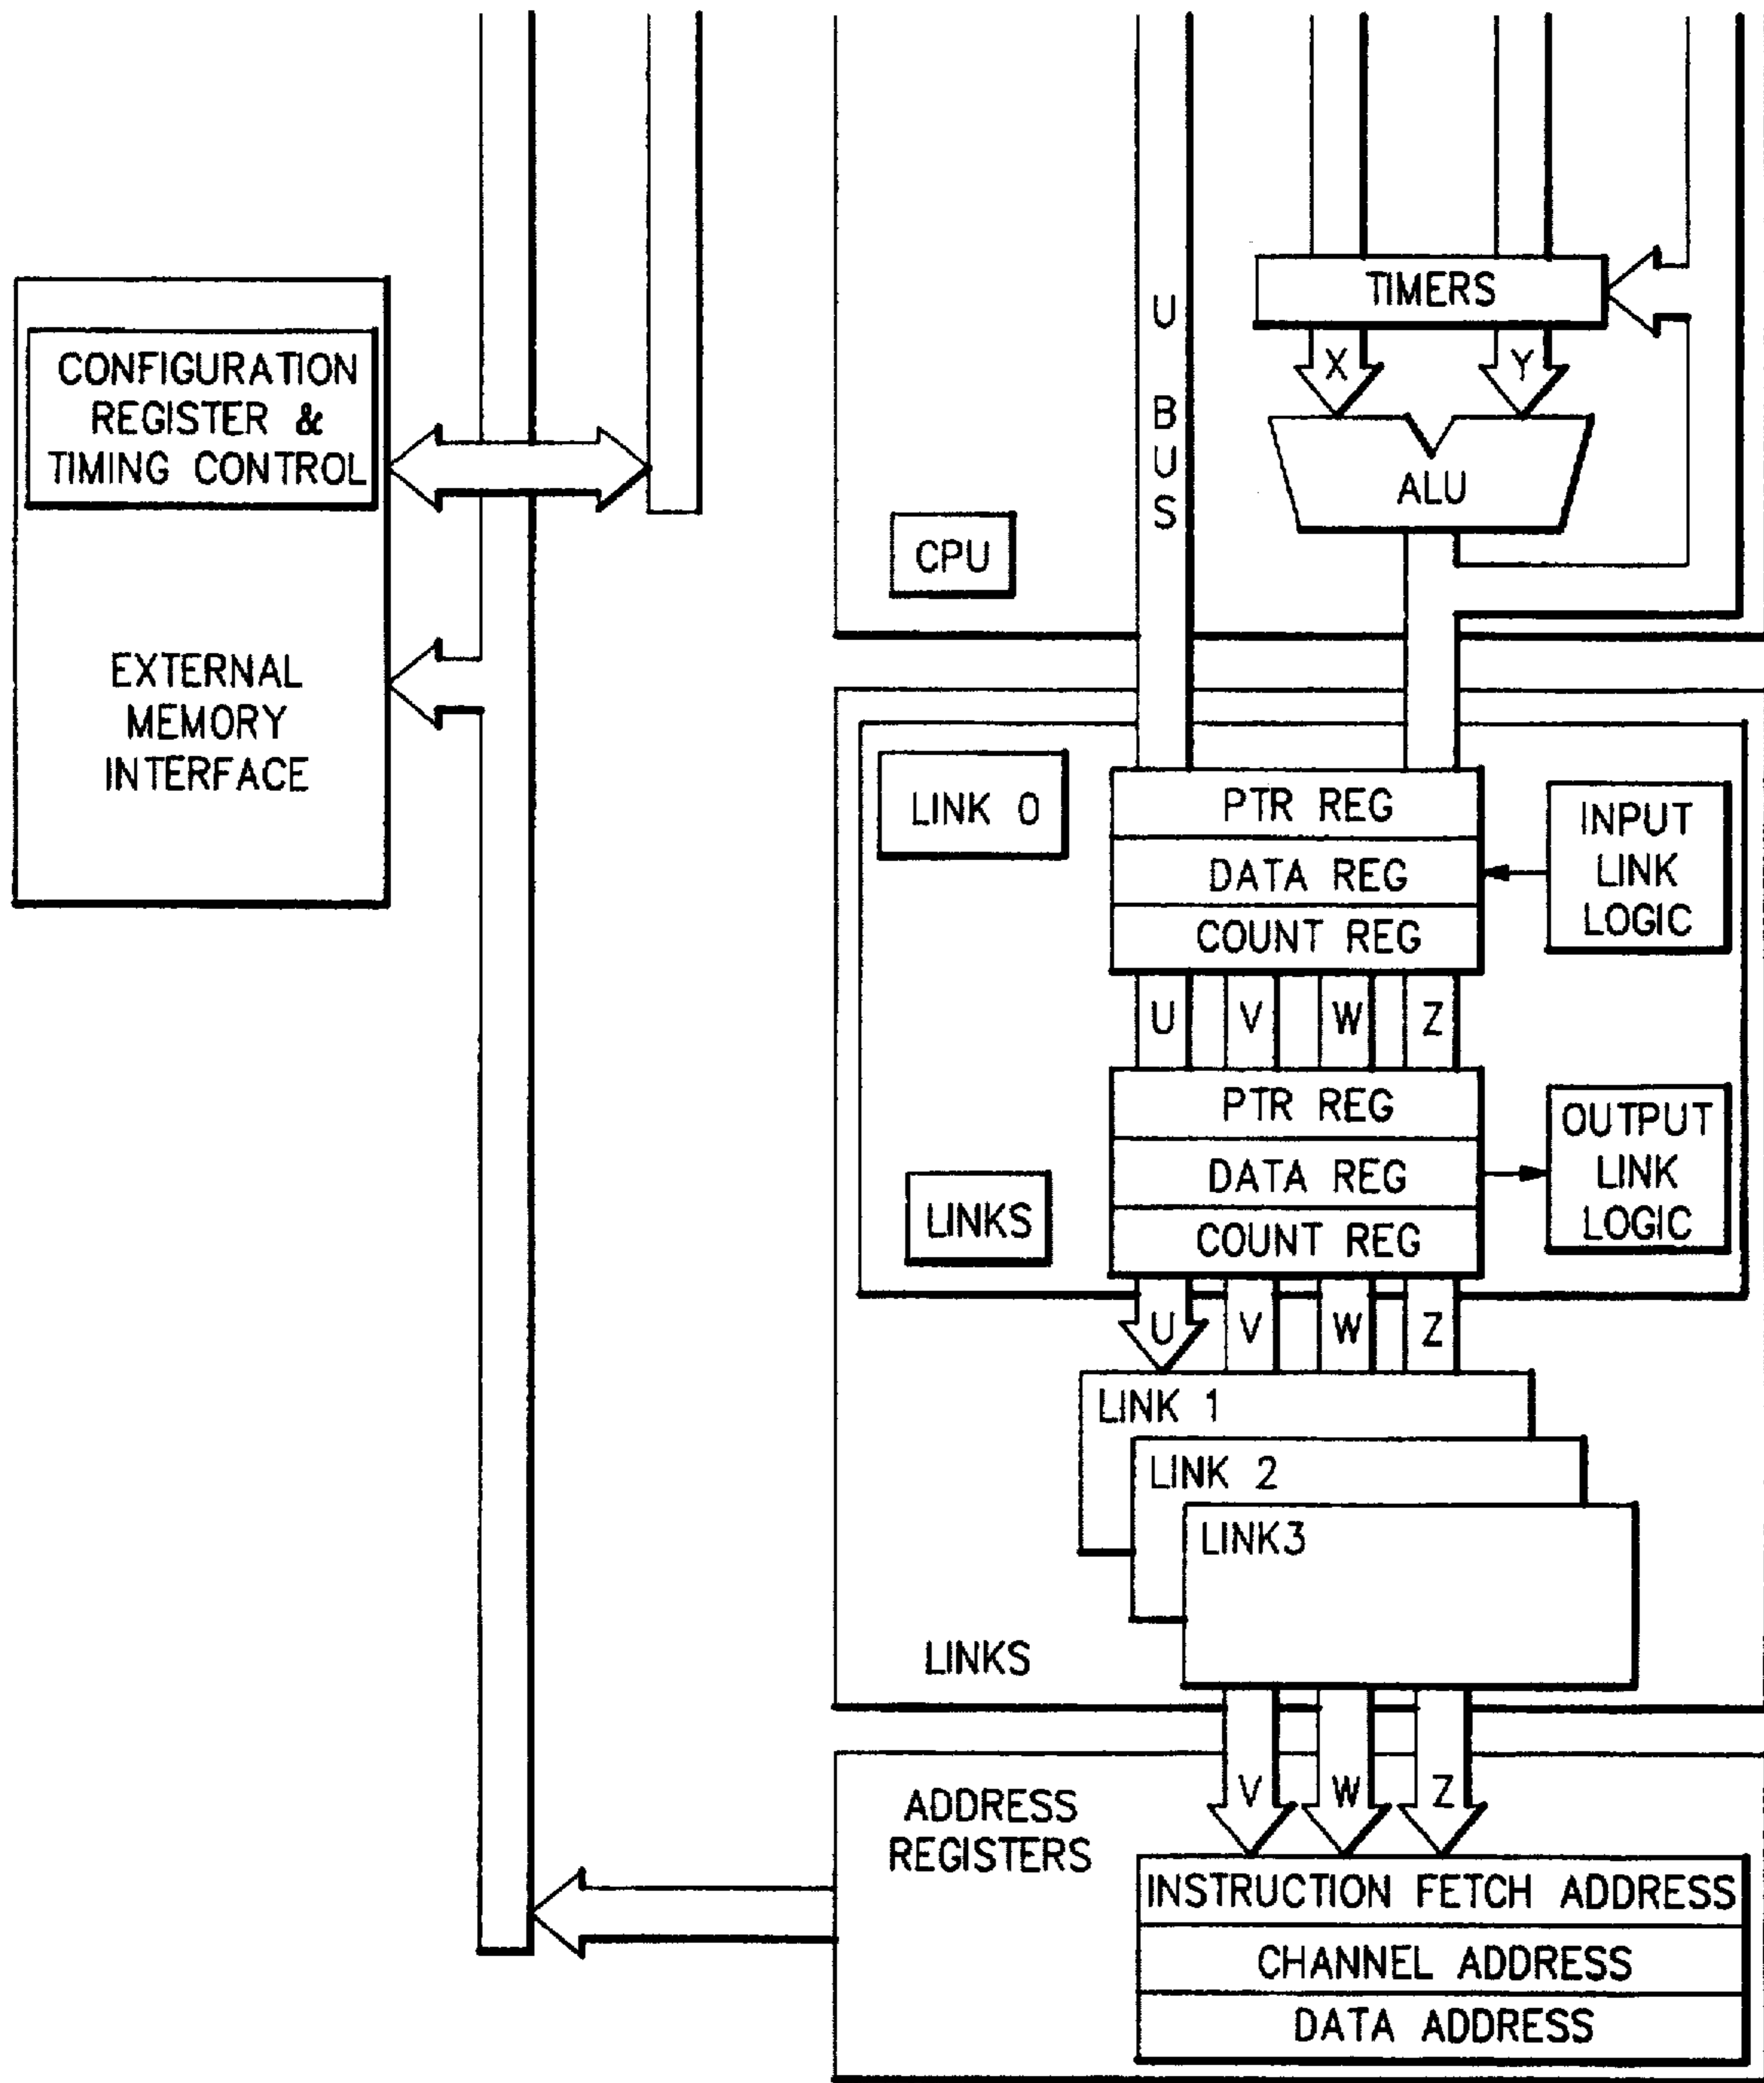 TIMERS
X
Y
U BUS
ALU
CPU
CONFIGURATION
REGISTER &
TIMING CONTROL
EXTERNAL
MEMORY
INTERFACE
LINK 0
PTR REG
DATA REG
COUNT REG
INPUT
LINK
LOGIC
U
V
W
Z
PTR REG
DATA REG
COUNT REG
OUTPUT
LINK
LOGIC
LINKS
U
V
W
Z
LINK 1
LINK 2
LINK3
LINKS
V
W
Z
ADDRESS
REGISTERS
INSTRUCTION FETCH ADDRESS
CHANNEL ADDRESS
DATA ADDRESS